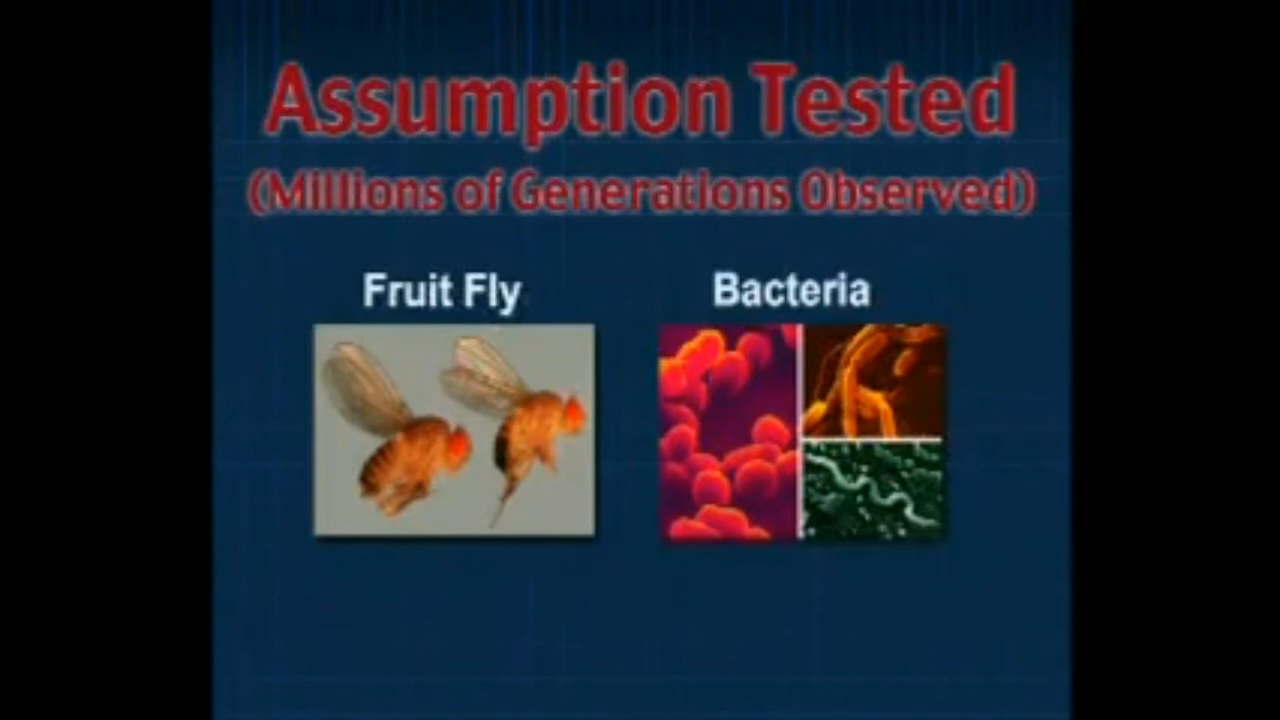 Assumption Tested
(Millions of Generations Observed)
Fruit Fly
Bacteria